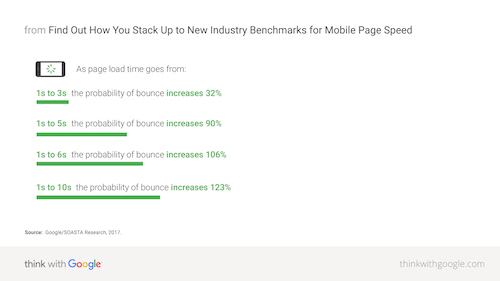 from Find Out How You Stack Up to New Industry Benchmarks for Mobile Page Speed
As page load time goes from:
1s to 3s the probability of bounce increases 32%
1s to 5s the probability of bounce increases 90%
1s to 6s the probability of bounce increases 106%
1s to 10s the probability of bounce increases 123%
Source: Google/SOASTA Research, 2017.
think with Google
thinkwithgoogle.com